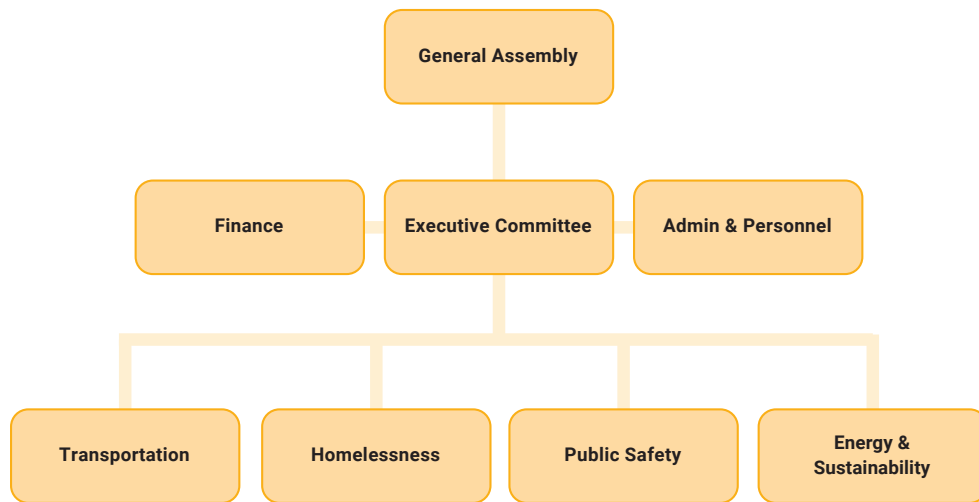 General Assembly
Finance
Executive Committee
Admin & Personnel
Transportation
Homelessness
Public Safety
Energy &
Sustainability